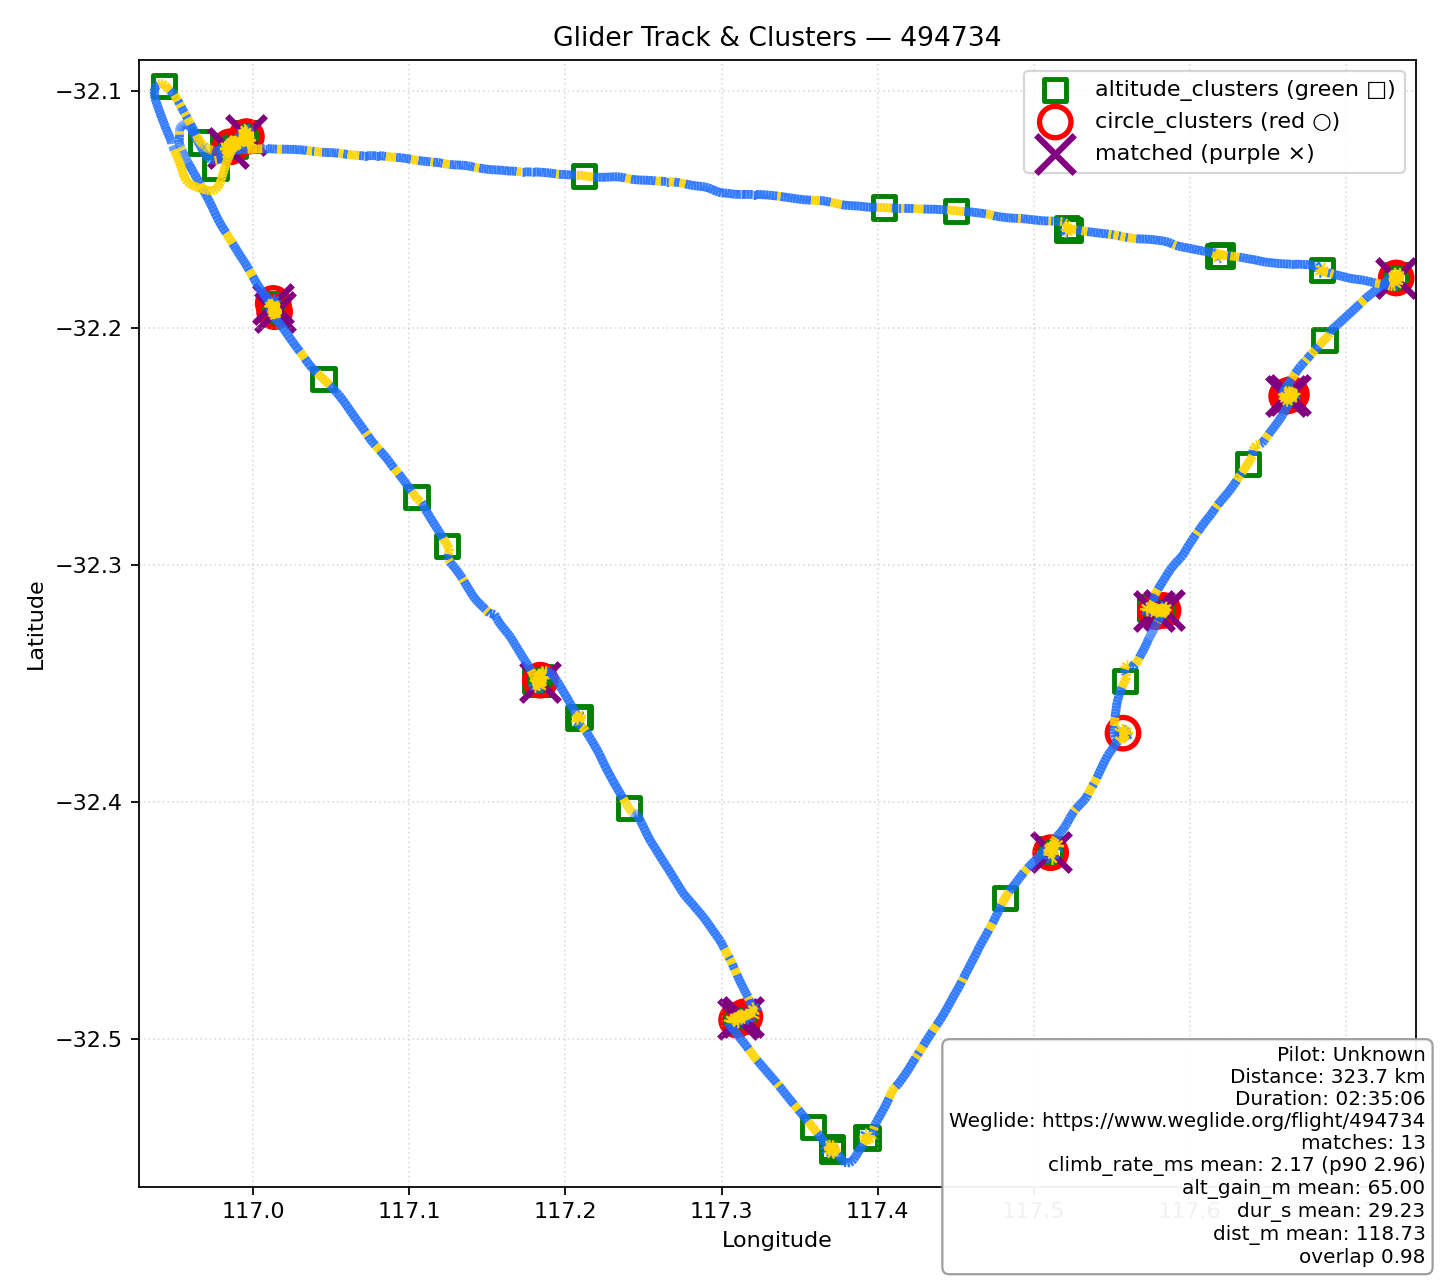 Glider Track & Clusters — 494734
altitude_clusters (green □)
circle_clusters (red ○)
matched (purple ×)
−32.1
−32.2
−32.3
−32.4
−32.5
Latitude
117.0
117.1
117.2
117.3
117.4
117.5
117.6
Longitude
Pilot: Unknown
Distance: 323.7 km
Duration: 02:35:06
Weglide: https://www.weglide.org/flight/494734
matches: 13
climb_rate_ms mean: 2.17 (p90 2.96)
alt_gain_m mean: 65.00
dur_s mean: 29.23
dist_m mean: 118.73
overlap 0.98